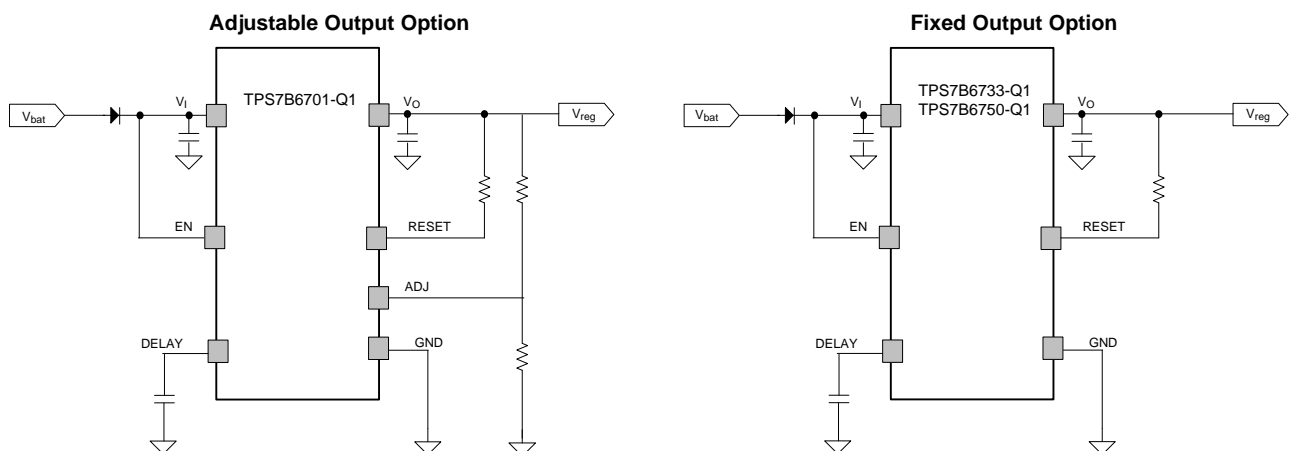 Adjustable Output Option
V_bat
V_I
TPS7B6701-Q1
V_O
V_reg
EN
RESET
ADJ
DELAY
GND
Fixed Output Option
V_bat
V_I
TPS7B6733-Q1
TPS7B6750-Q1
V_O
V_reg
EN
RESET
DELAY
GND